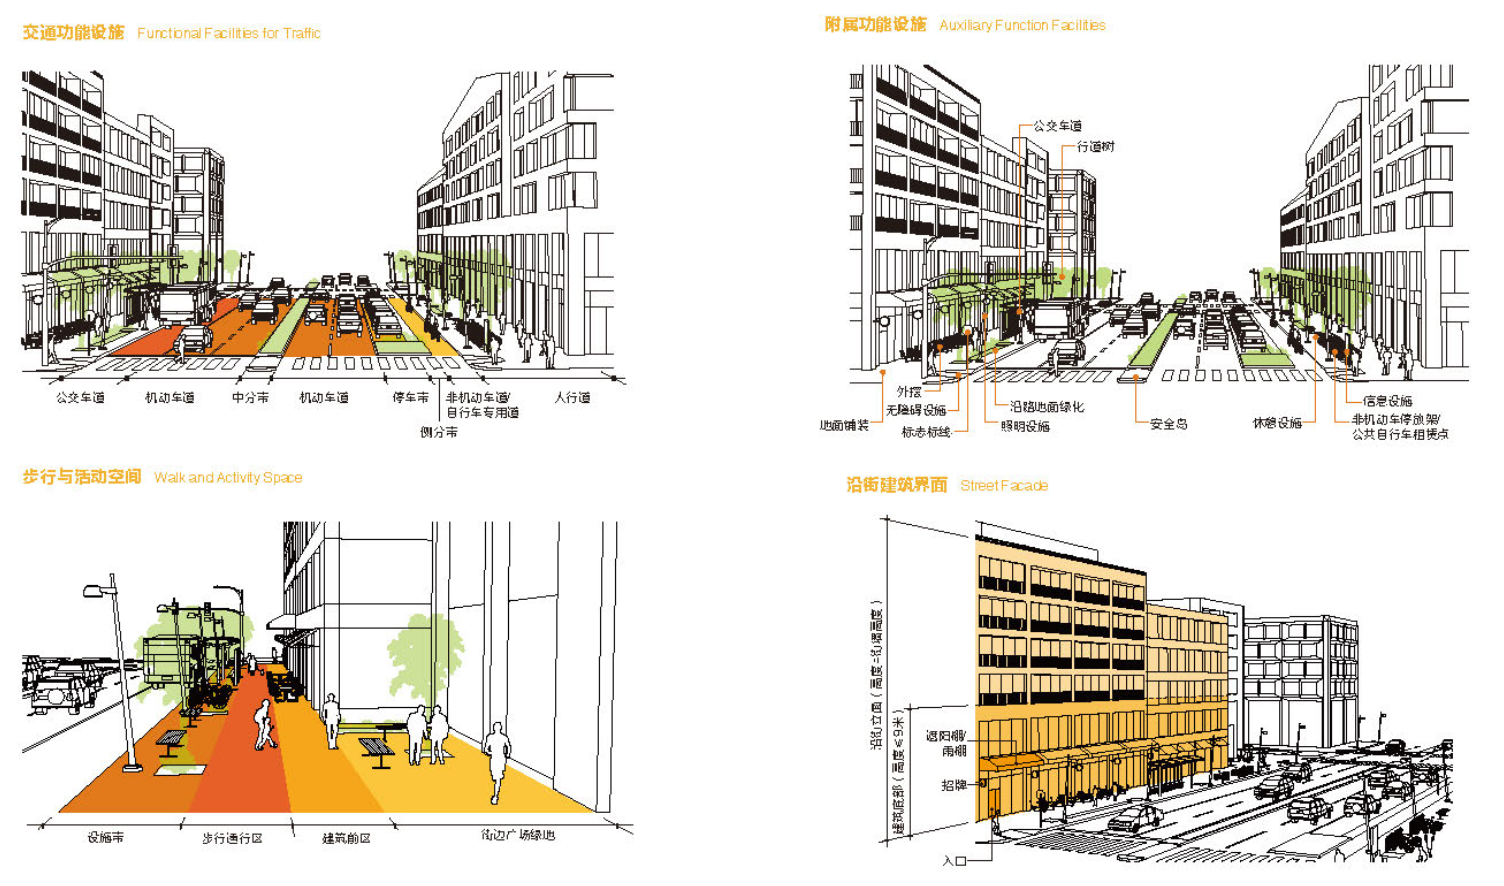 交通功能设施 Functional Facilities for Traffic
公交车道
机动车道
中分带
机动车道
停车带
非机动车道/
自行车专用道
人行道
侧分带
附属功能设施 Auxiliary Function Facilities
公交车道
行道树
外摆
无障碍设施
地面铺装
标志标线
沿路地面绿化
照明设施
安全岛
休憩设施
信息设施
非机动车停放架/
公共自行车租赁点
步行与活动空间 Walk and Activity Space
设施带
步行通行区
建筑前区
街边广场绿地
沿街建筑界面 Street Facade
沿街立面(高度=街墙高度)
建筑底部(高度≤9米)
遮阳棚/
雨棚
招牌
入口